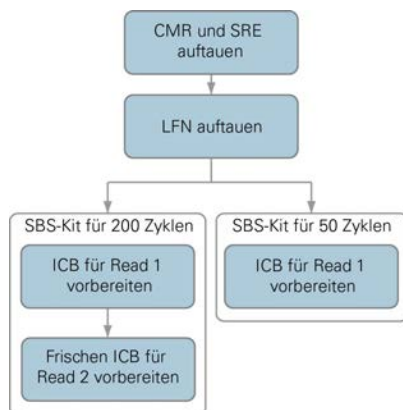 CMR und SRE
auftauen
LFN auftauen
SBS-Kit für 200 Zyklen
ICB für Read 1
vorbereiten
Frischen ICB für
Read 2 vorbereiten
SBS-Kit für 50 Zyklen
ICB für Read 1
vorbereiten